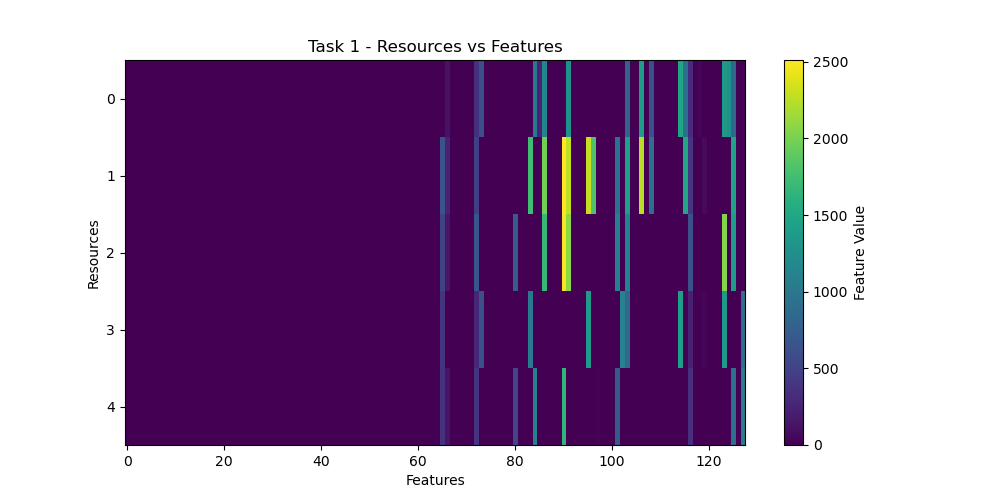 Task 1 - Resources vs Features
Resources
0
1
2
3
4
0 20 40 60 80 100 120
Features
2500
2000
1500
1000
500
0
Feature Value